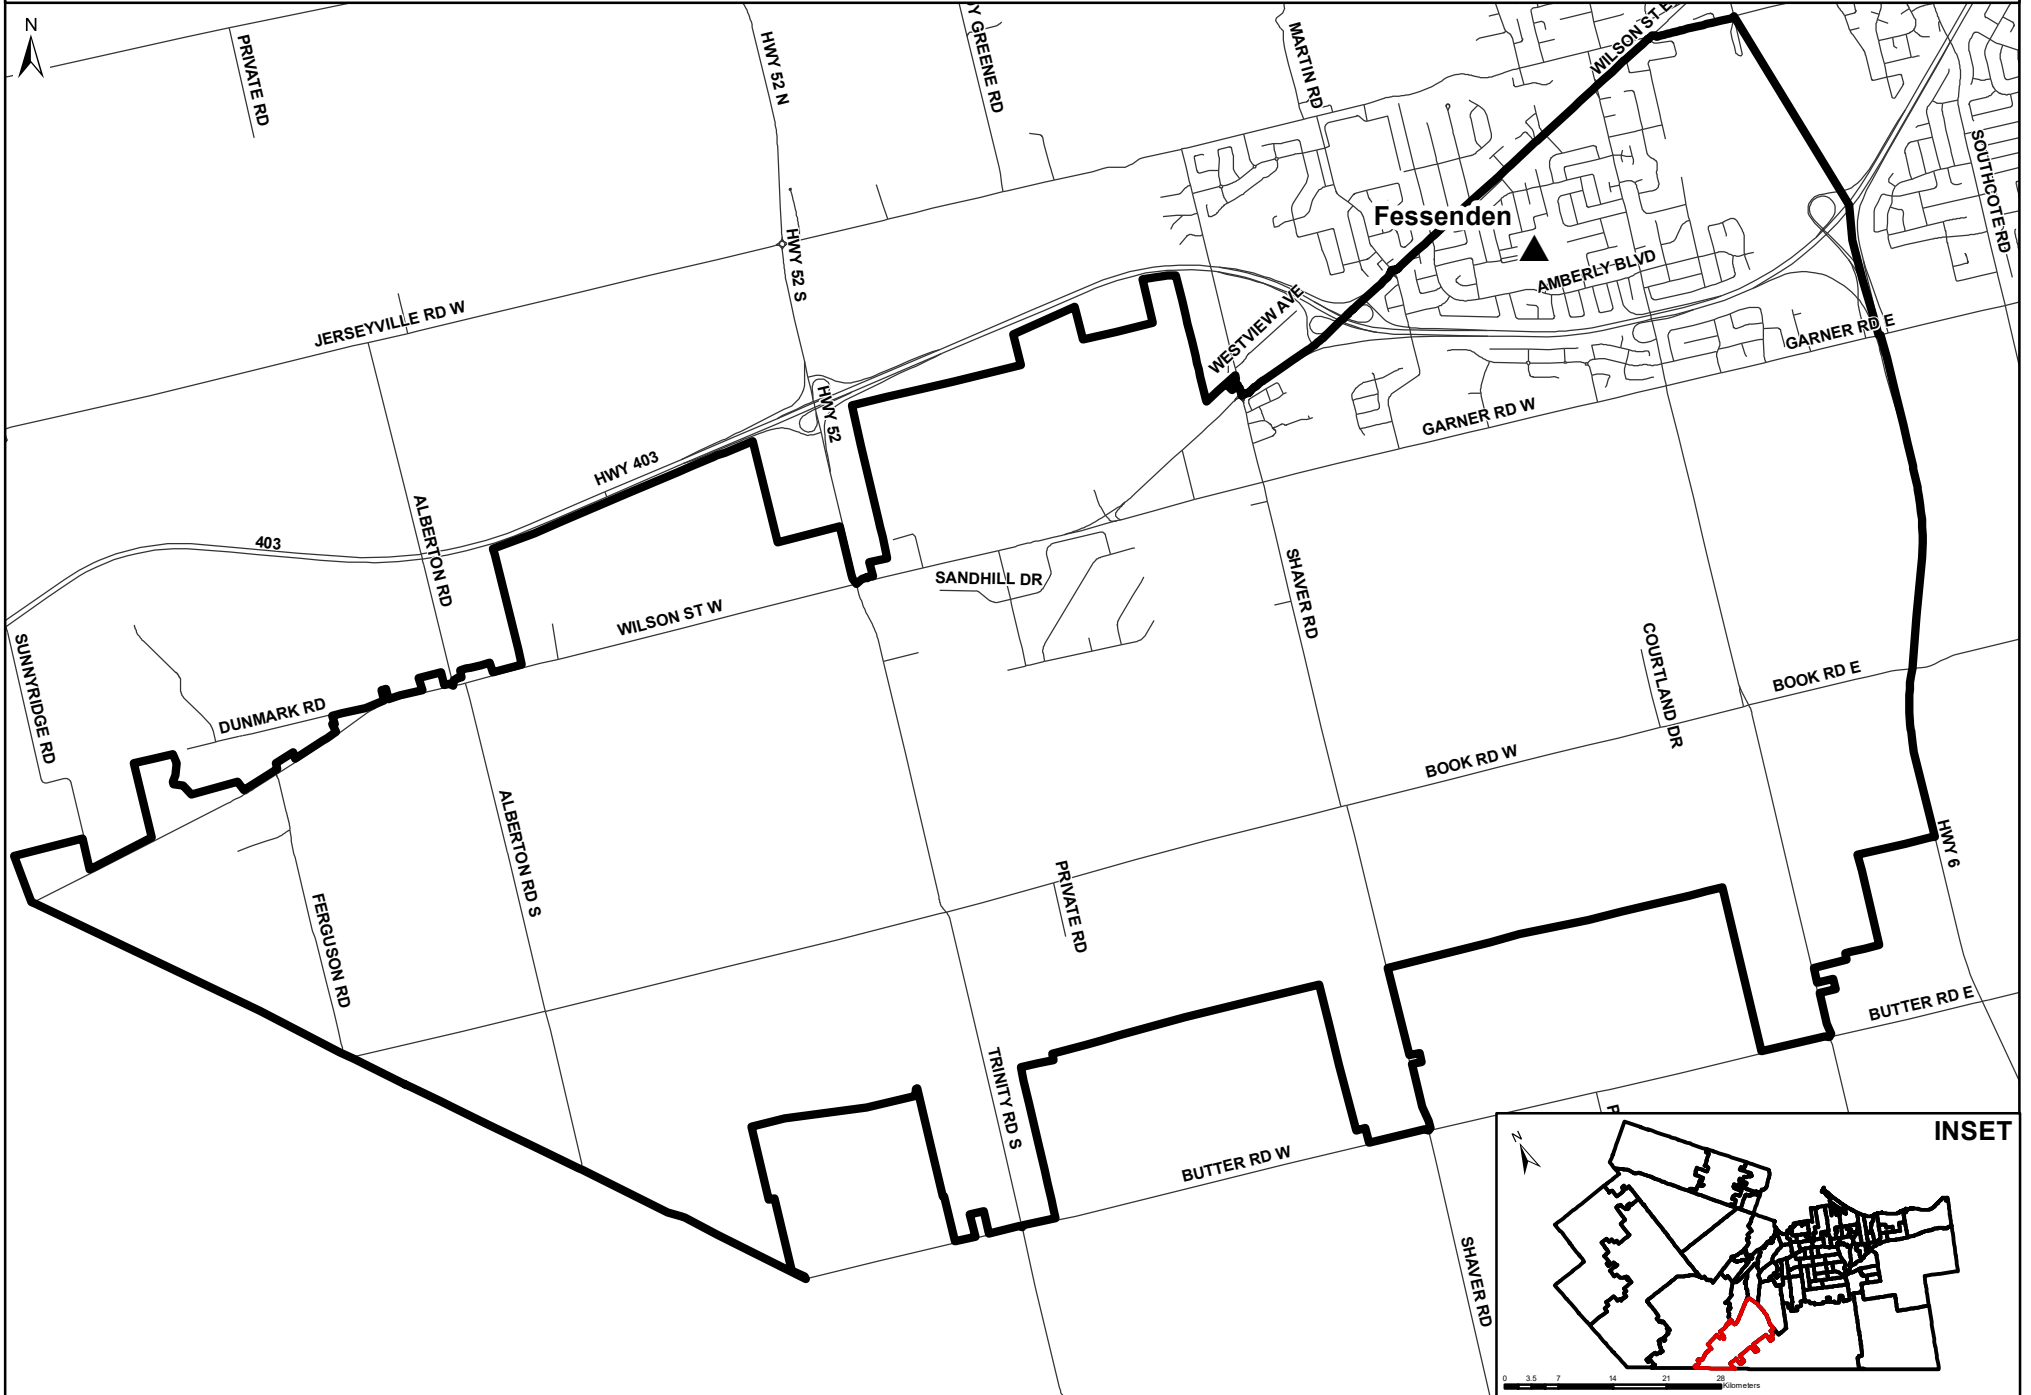 N
PRIVATE RD
HWY 52 N
Y GREENE RD
MARTIN RD
WILSON ST E
SOUTHCOTE RD
Fessenden
HWY 52 S
AMBERLY BLVD
WESTVIEW AVE
JERSEYVILLE RD W
GARNER RD E
HWY 52
GARNER RD W
HWY 403
403
ALBERTON RD
SANDHILL DR
SHAVER RD
WILSON ST W
SUNNYRIDGE RD
COURTLAND DR
BOOK RD E
DUNMARK RD
BOOK RD W
ALBERTON RD S
HWY 6
PRIVATE RD
FERGUSON RD
BUTTER RD E
TRINITY RD S
BUTTER RD W
SHAVER RD
INSET
N
0 3.5 7 14 21 28
Kilometers